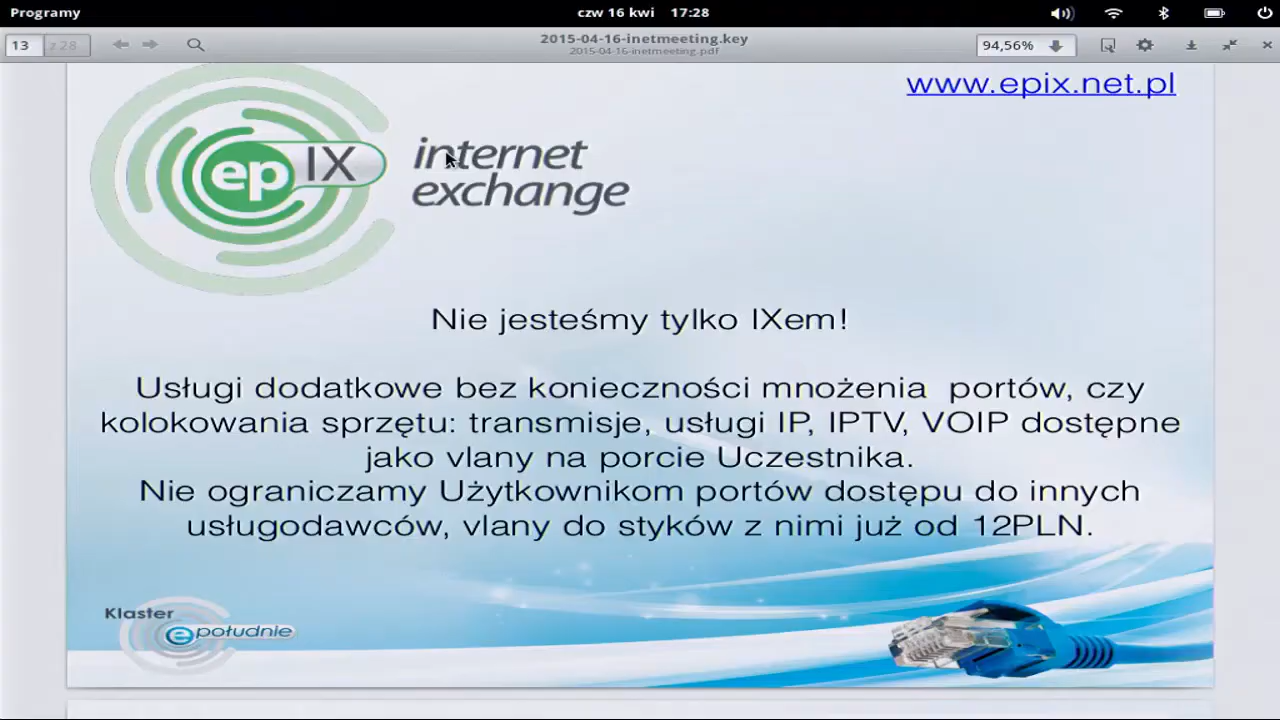 Programy
czw 16 kwi 17:28
13
z 28
2015-04-16-inetmeeting.key
2015-04-16-inetmeeting.pdf
94,56%
www.epix.net.pl
ep IX
internet
exchange
Nie jesteśmy tylko IXem!
Usługi dodatkowe bez konieczności mnożenia portów, czy
kolokowania sprzętu: transmisje, usługi IP, IPTV, VOIP dostępne
jako vlany na porcie Uczestnika.
Nie ograniczamy Użytkownikom portów dostępu do innych
usługodawców, vlany do styków z nimi już od 12PLN.
Klaster
e południe